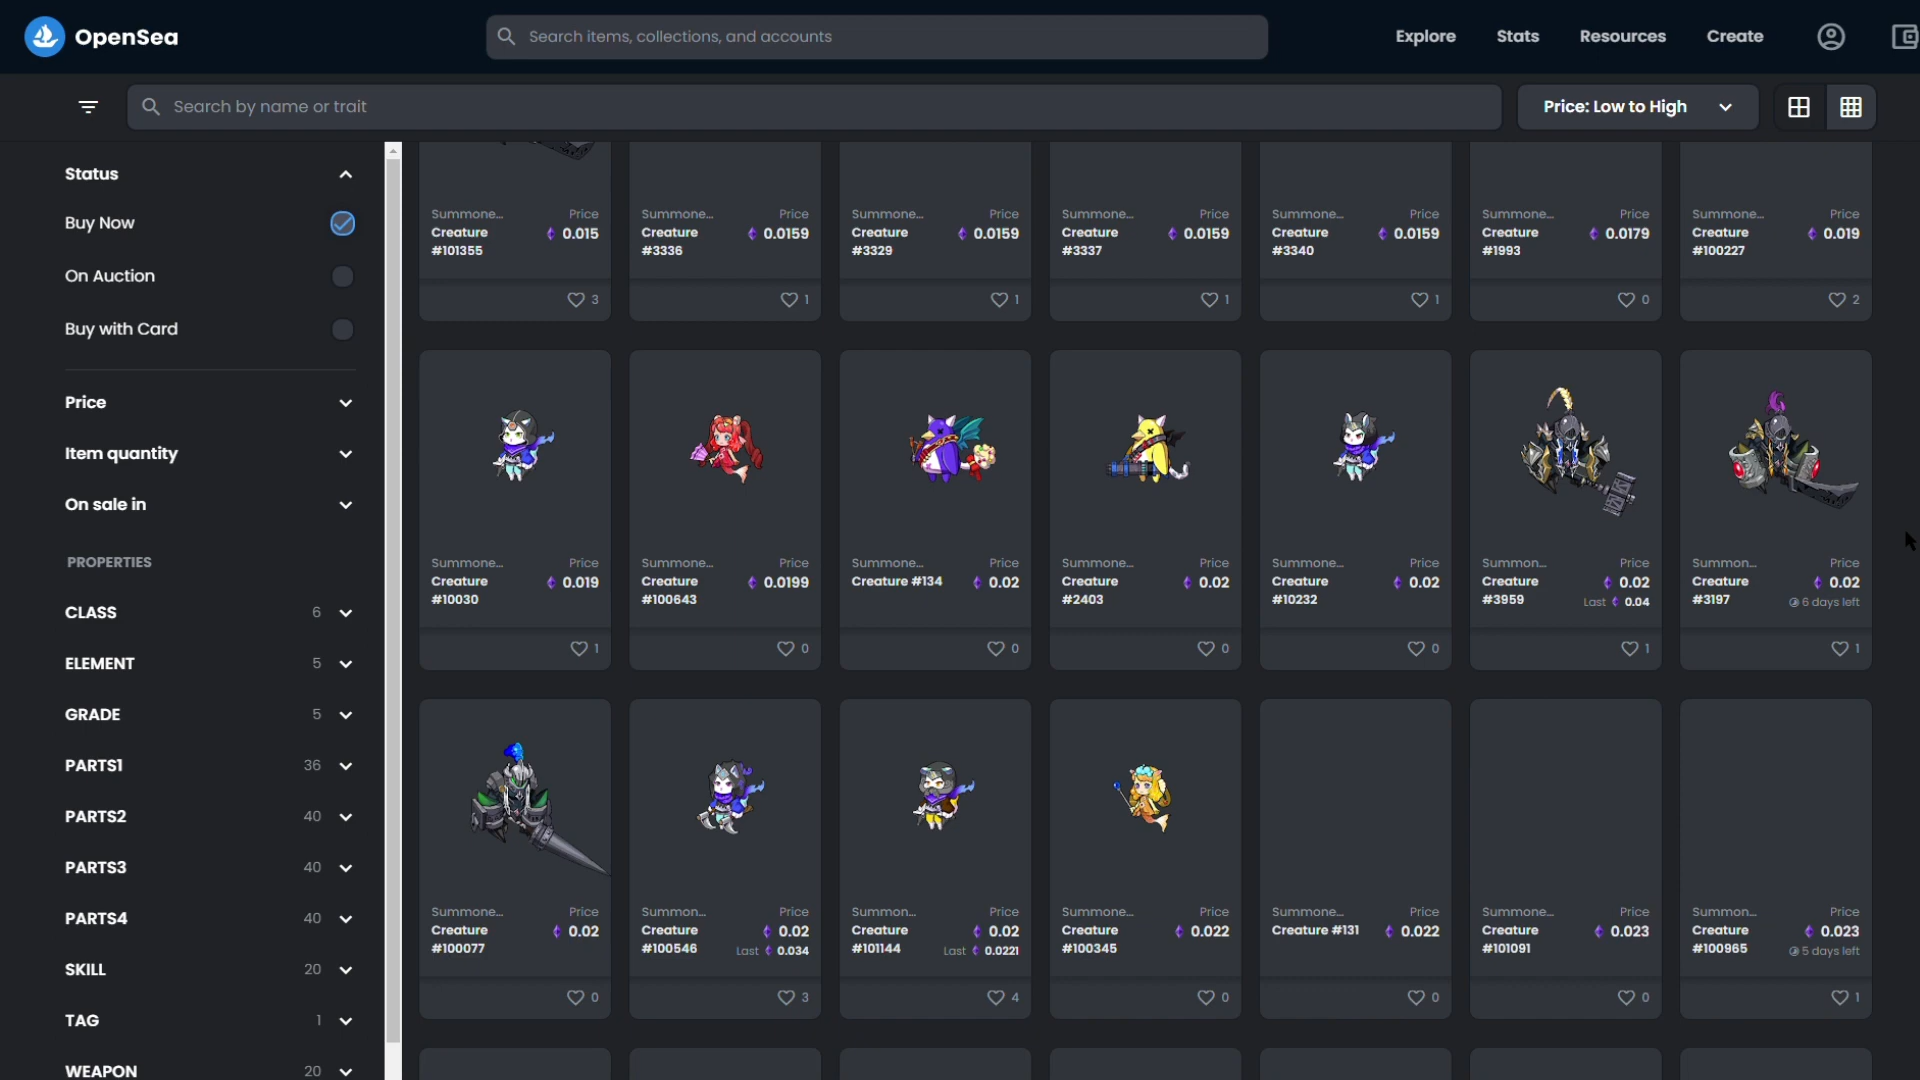 OpenSea
Search items, collections, and accounts
Explore
Stats
Resources
Create
Search by name or trait
Price: Low to High
Status
Buy Now
On Auction
Buy with Card
Price
Item quantity
On sale in
PROPERTIES
CLASS 6
ELEMENT 5
GRADE 5
PARTS1 36
PARTS2 40
PARTS3 40
PARTS4 40
SKILL 20
TAG 1
WEAPON 20
Summone... Price
Creature 0.015
#101355
3
Summone... Price
Creature 0.0159
#3336
1
Summone... Price
Creature 0.0159
#3329
1
Summone... Price
Creature 0.0159
#3337
1
Summone... Price
Creature 0.0159
#3340
1
Summone... Price
Creature 0.0179
#1993
0
Summone... Price
Creature 0.019
#100227
2
Summone... Price
Creature 0.019
#10030
1
Summone... Price
Creature 0.0199
#100643
0
Summone... Price
Creature #134 0.02
0
Summone... Price
Creature 0.02
#2403
0
Summone... Price
Creature 0.02
#10232
0
Summon... Price
Creature 0.02
#3959 Last 0.04
1
Summon... Price
Creature 0.02
#3197 6 days left
1
Summone... Price
Creature 0.02
#100077
0
Summon... Price
Creature 0.02
#100546 Last 0.034
3
Summon... Price
Creature 0.02
#101144 Last 0.0221
4
Summone... Price
Creature 0.022
#100345
0
Summone... Price
Creature #131 0.022
0
Summone... Price
Creature 0.023
#101091
0
Summon... Price
Creature 0.023
#100965 5 days left
1